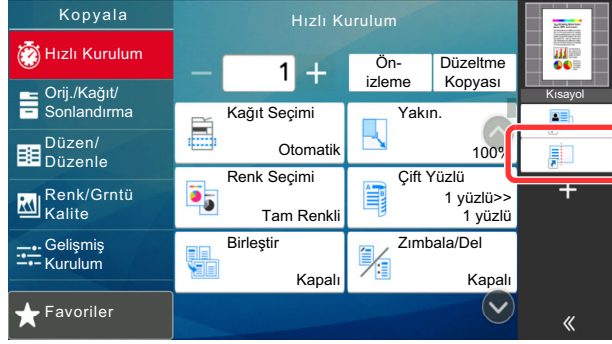 Kopyala
Hızlı Kurulum
Orij./Kağıt/
Sonlandırma
Düzen/
Düzenle
Renk/Grntü
Kalite
Gelişmiş
Kurulum
Favoriler
Hızlı Kurulum
1
Ön-
izleme
Düzeltme
Kopyası
Kağıt Seçimi
Otomatik
Yakın.
100%
Renk Seçimi
Tam Renkli
Çift Yüzlü
1 yüzlü>>
1 yüzlü
Birleştir
Kapalı
Zımbala/Del
Kapalı
Kısayol